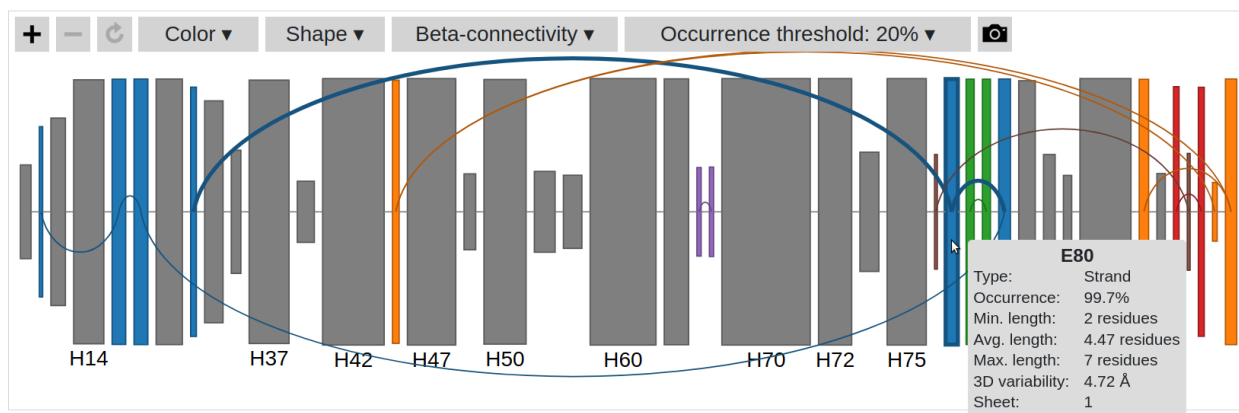 + − Color ▾ Shape ▾ Beta-connectivity ▾ Occurrence threshold: 20% ▾
H14 H37 H42 H47 H50 H60 H70 H72 H75
E80
Type: Strand
Occurrence: 99.7%
Min. length: 2 residues
Avg. length: 4.47 residues
Max. length: 7 residues
3D variability: 4.72 Å
Sheet: 1